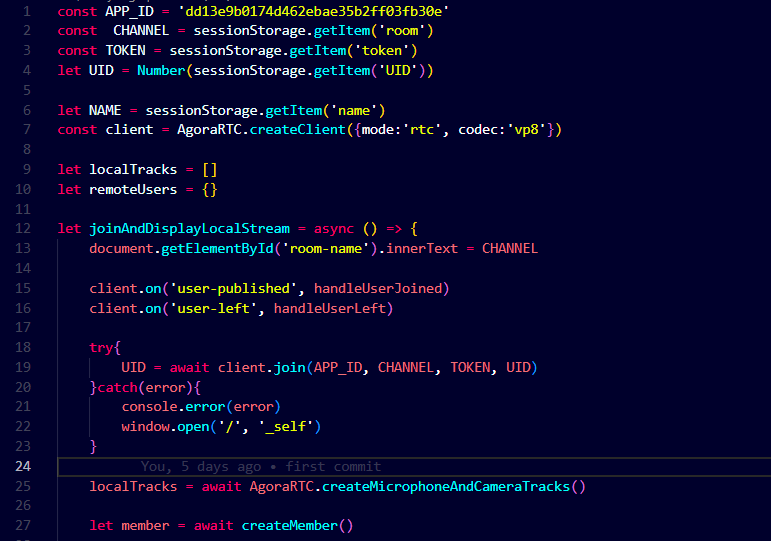 1 const APP_ID = 'dd13e9b0174d462ebae35b2ff03fb30e'
2 const  CHANNEL = sessionStorage.getItem('room')
3 const TOKEN = sessionStorage.getItem('token')
4 let UID = Number(sessionStorage.getItem('UID'))
5
6 let NAME = sessionStorage.getItem('name')
7 const client = AgoraRTC.createClient({mode:'rtc', codec:'vp8'})
8
9 let localTracks = []
10 let remoteUsers = {}
11
12 let joinAndDisplayLocalStream = async () => {
13     document.getElementById('room-name').innerText = CHANNEL
14
15     client.on('user-published', handleUserJoined)
16     client.on('user-left', handleUserLeft)
17
18     try{
19         UID = await client.join(APP_ID, CHANNEL, TOKEN, UID)
20     }catch(error){
21         console.error(error)
22         window.open('/', '_self')
23     }
24 You, 5 days ago • first commit
25     localTracks = await AgoraRTC.createMicrophoneAndCameraTracks()
26
27     let member = await createMember()